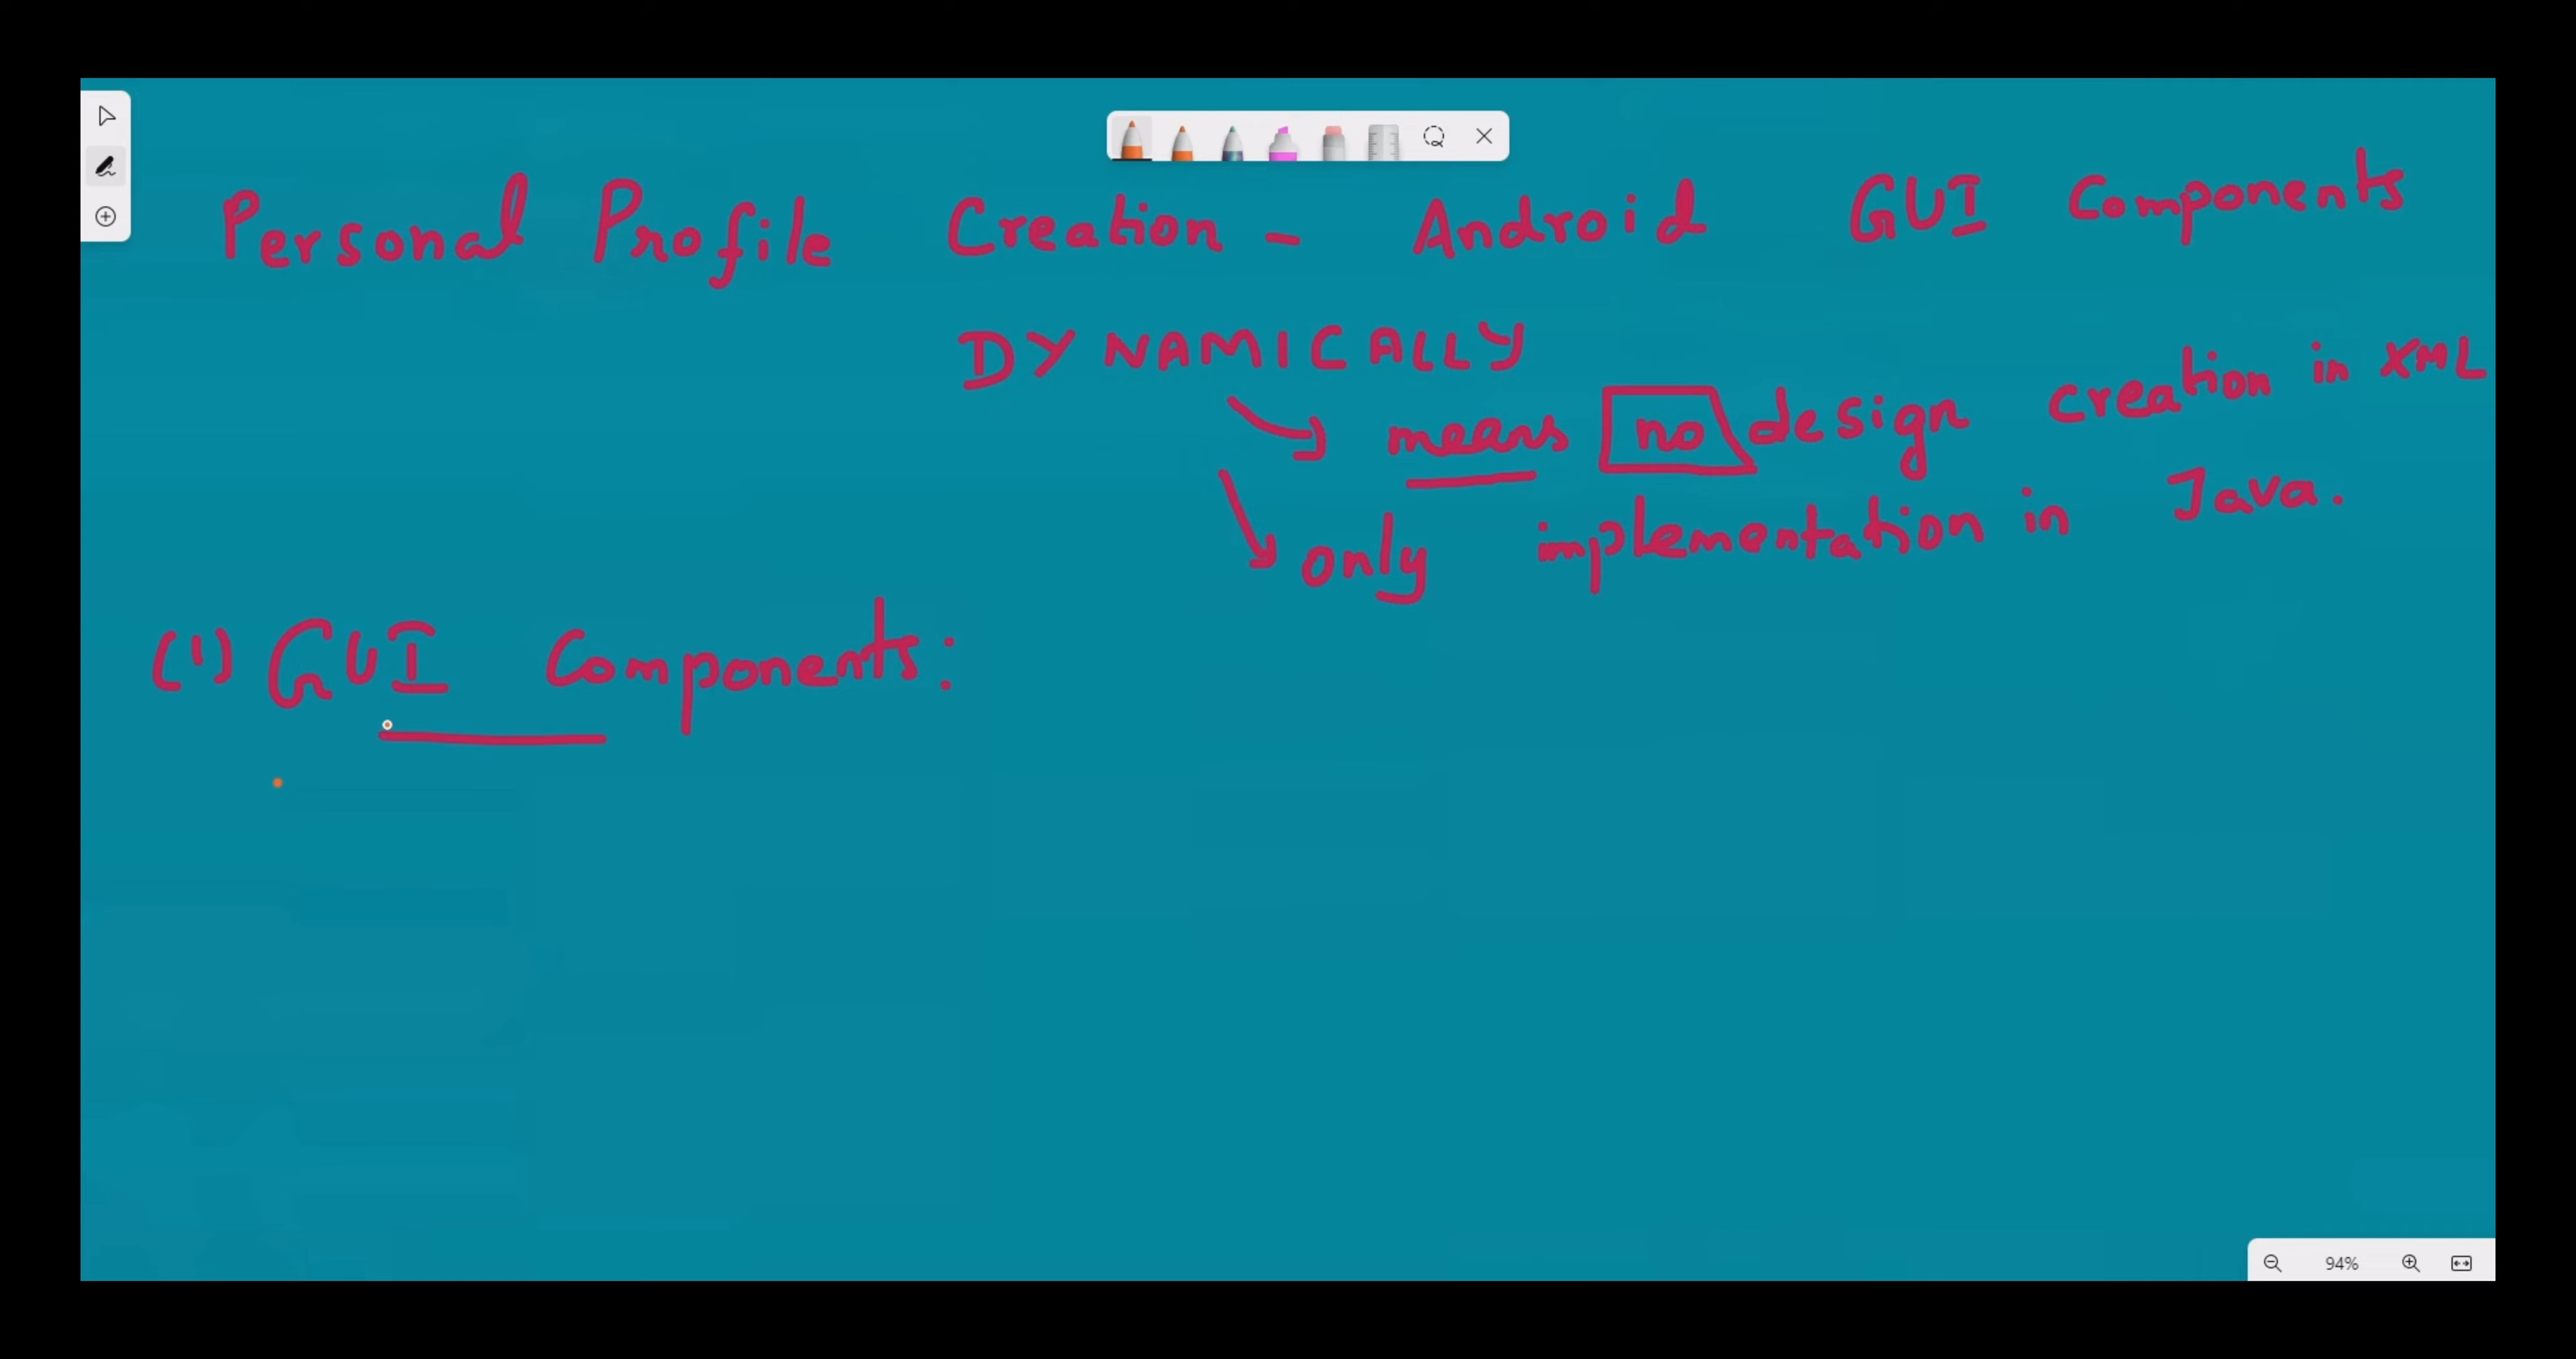 Personal Profile Creation - Android GUI Components
DYNAMICALLY
means no design creation in XML
only implementation in Java.
(1) GUI Components:
94%